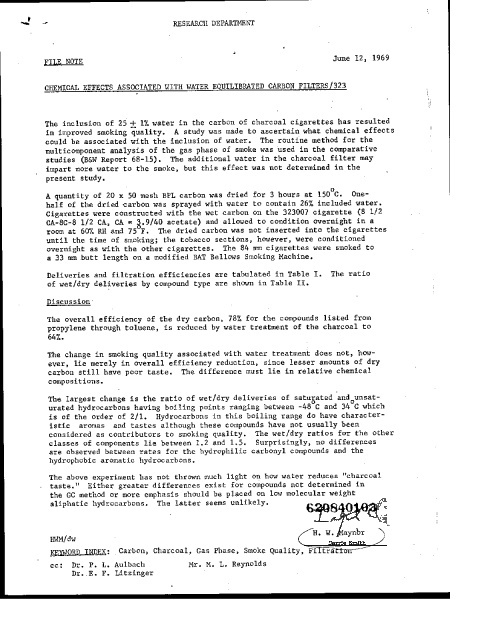 RESEARCH DEPARTMENT
June 12, 1969
FILE NOTE
CHEMICAL EFFECTS ASSOCIATED WITH WATER EQUILIBRATED CARBON FILTERS/323
The inclusion of 25 ± 1% water in the carbon of charcoal cigarettes has resulted
in improved smoking quality. A study was made to ascertain what chemical effects
could be associated with the inclusion of water. The routine method for the
multicomponent analysis of the gas phase of smoke was used in the comparative
studies (B&W Report 68-15). The additional water in the charcoal filter may
impart more water to the smoke, but this effect was not determined in the
present study.
A quantity of 20 x 50 mesh BPL carbon was dried for 3 hours at 150°C. One-
half of the dried carbon was sprayed with water to contain 26% included water.
Cigarettes were constructed with the wet carbon on the 323007 cigarette (8 1/2
CA-8C-8 1/2 CA, CA = 3.9/40 acetate) and allowed to condition overnight in a
room at 60% RH and 75°F. The dried carbon was not inserted into the cigarettes
until the time of smoking; the tobacco sections, however, were conditioned
overnight as with the other cigarettes. The 84 mm cigarettes were smoked to
a 33 mm butt length on a modified BAT Bellows Smoking Machine.
Deliveries and filtration efficiencies are tabulated in Table I. The ratio
of wet/dry deliveries by compound type are shown in Table II.
Discussion
The overall efficiency of the dry carbon, 78% for the compounds listed from
propylene through toluene, is reduced by water treatment of the charcoal to
64%.
The change in smoking quality associated with water treatment does not, how-
ever, lie merely in overall efficiency reduction, since lesser amounts of dry
carbon still have poor taste. The difference must lie in relative chemical
compositions.
The largest change is the ratio of wet/dry deliveries of saturated and unsat-
urated hydrocarbons having boiling points ranging between -48°C and 34°C which
is of the order of 2/1. Hydrocarbons in this boiling range do have character-
istic aromas and tastes although these compounds have not usually been
considered as contributors to smoking quality. The wet/dry ratios for the other
classes of components lie between 1.2 and 1.5. Surprisingly, no differences
are observed between rates for the hydrophilic carbonyl compounds and the
hydrophobic aromatic hydrocarbons.
The above experiment has not thrown much light on how water reduces "charcoal
taste." Either greater differences exist for compounds not determined in
the GC method or more emphasis should be placed on low molecular weight
aliphatic hydrocarbons. The latter seems unlikely.
620840102
H. W. Maynor
HWM/dw
KEYWORD INDEX: Carbon, Charcoal, Gas Phase, Smoke Quality, Filtration
cc: Dr. P. L. Aulbach Mr. M. L. Reynolds
Dr. E. F. Litzinger